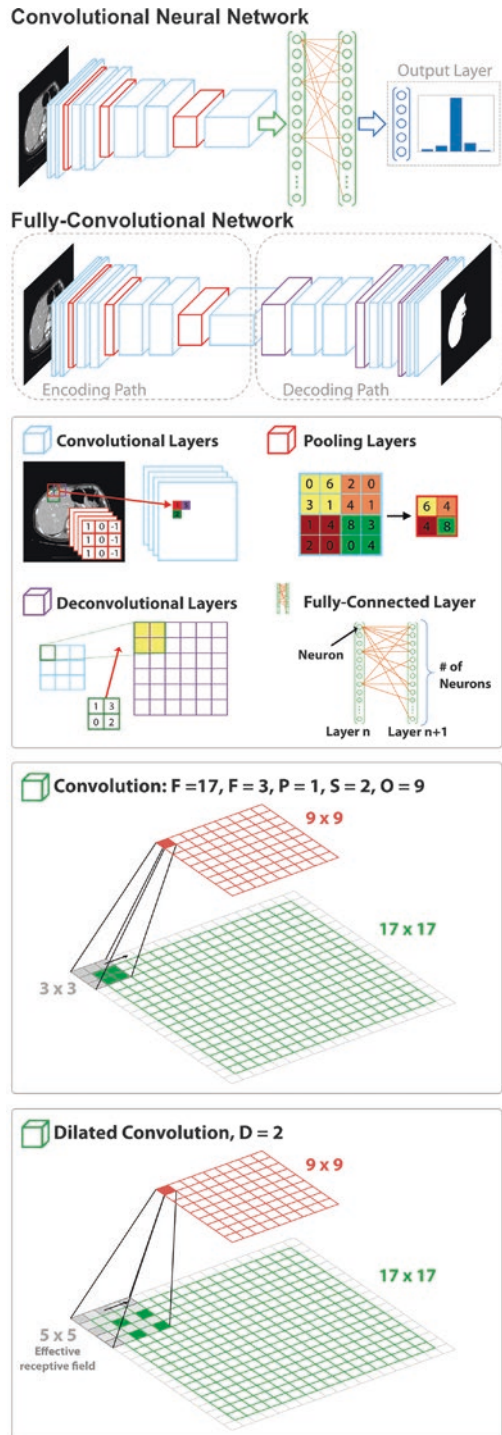 Convolutional Neural Network
Output Layer
Fully-Convolutional Network
Encoding Path
Decoding Path
Convolutional Layers
1 0 -1
1 0 -1
1 0 -1
Pooling Layers
0 6 2 0
3 1 4 1
1 4 8 3
2 0 0 4
6 4
4 8
Deconvolutional Layers
1 3
0 2
Fully-Connected Layer
Neuron
# of
Neurons
Layer n
Layer n+1
Convolution: F =17, F = 3, P = 1, S = 2, O = 9
9 x 9
17 x 17
3 x 3
Dilated Convolution, D = 2
9 x 9
17 x 17
5 x 5
Effective
receptive field